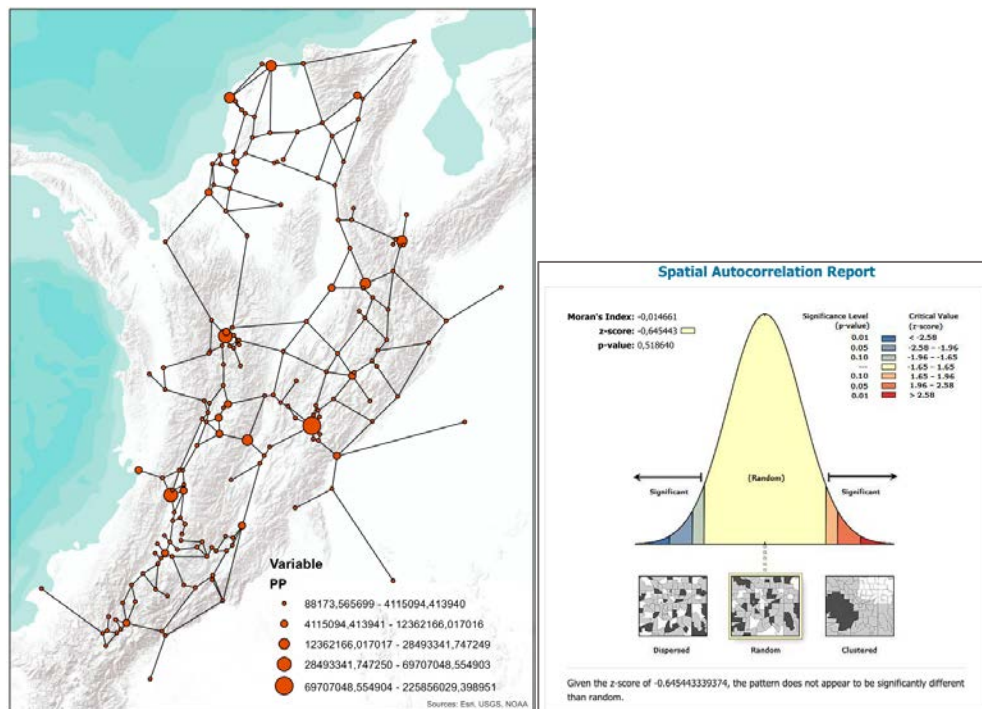 Variable
PP
88173,565699 - 4115094,413940
4115094,413941 - 12362166,017016
12362166,017017 - 28493341,747249
28493341,747250 - 69707048,554903
69707048,554904 - 225856029,398951
Sources: Esri, USGS, NOAA
Spatial Autocorrelation Report
Moran's Index: -0,014661
z-score: -0,645443
p-value: 0,518640
Significance Level
(p-value)
0.01
0.05
0.10
---
0.10
0.05
0.01
Critical Value
(z-score)
< -2.58
-2.58 - -1.96
-1.96 - -1.65
-1.65 - 1.65
1.65 - 1.96
1.96 - 2.58
> 2.58
(Random)
Significant
Significant
Dispersed
Random
Clustered
Given the z-score of -0.645443339374, the pattern does not appear to be significantly different
than random.